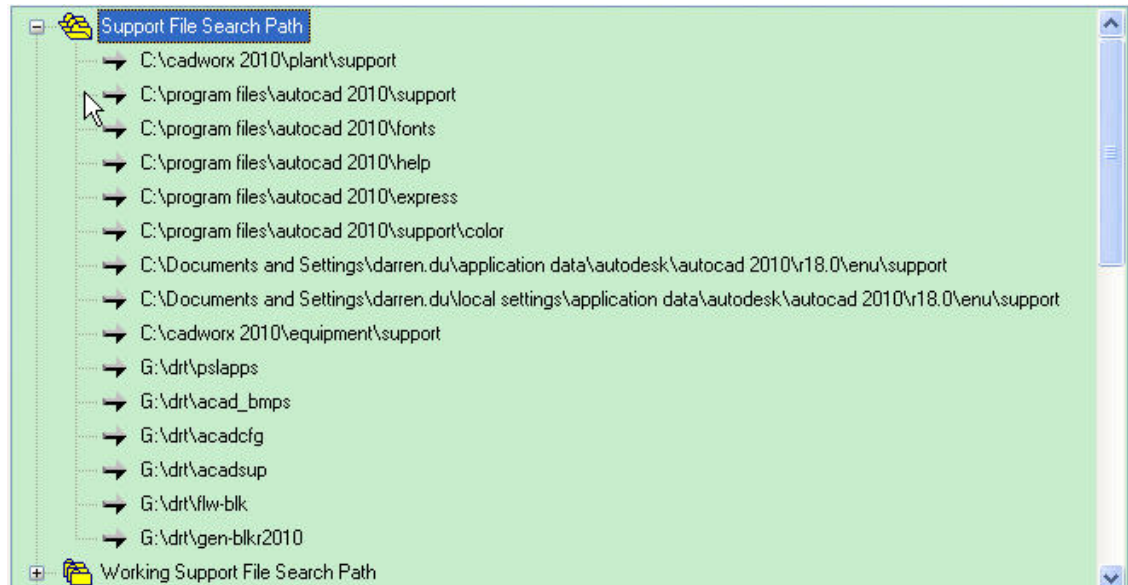 Support File Search Path
C:\cadworx 2010\plant\support
C:\program files\autocad 2010\support
C:\program files\autocad 2010\fonts
C:\program files\autocad 2010\help
C:\program files\autocad 2010\express
C:\program files\autocad 2010\support\color
C:\Documents and Settings\darren.du\application data\autodesk\autocad 2010\r18.0\enu\support
C:\Documents and Settings\darren.du\local settings\application data\autodesk\autocad 2010\r18.0\enu\support
C:\cadworx 2010\equipment\support
G:\drt\pslapps
G:\drt\acad_bmps
G:\drt\acadcfg
G:\drt\acadsup
G:\drt\flw-blk
G:\drt\gen-blkr2010
Working Support File Search Path